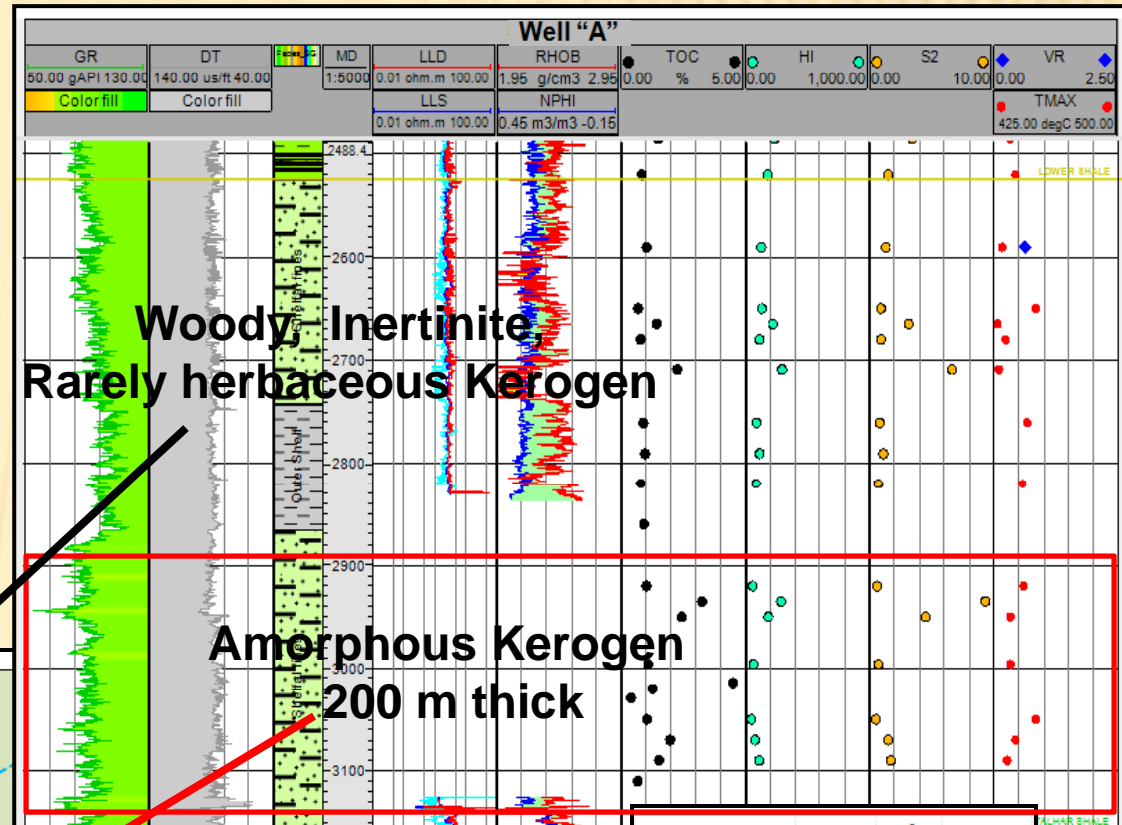 Well "A"
GR DT MD LLD RHOB TOC HI S2 VR
50.00 gAPI 130.00 140.00 us/ft 40.00 1:5000 0.01 ohm.m 100.00 1.95 g/cm3 2.95 0.00 % 5.00 0.00 1,000.00 0.00 10.00 0.00 2.50
Color fill Color fill LLS NPHI TMAX
0.01 ohm.m 100.00 0.45 m3/m3 -0.15 425.00 degC 500.00
2488.4
LOWER SHALE
2600
Woody, Inertinite,
2700
Rarely herbaceous Kerogen
Outer Shelf
2800
2900
Amorphous Kerogen
3000
200 m thick
3100
TALHAR SHALE